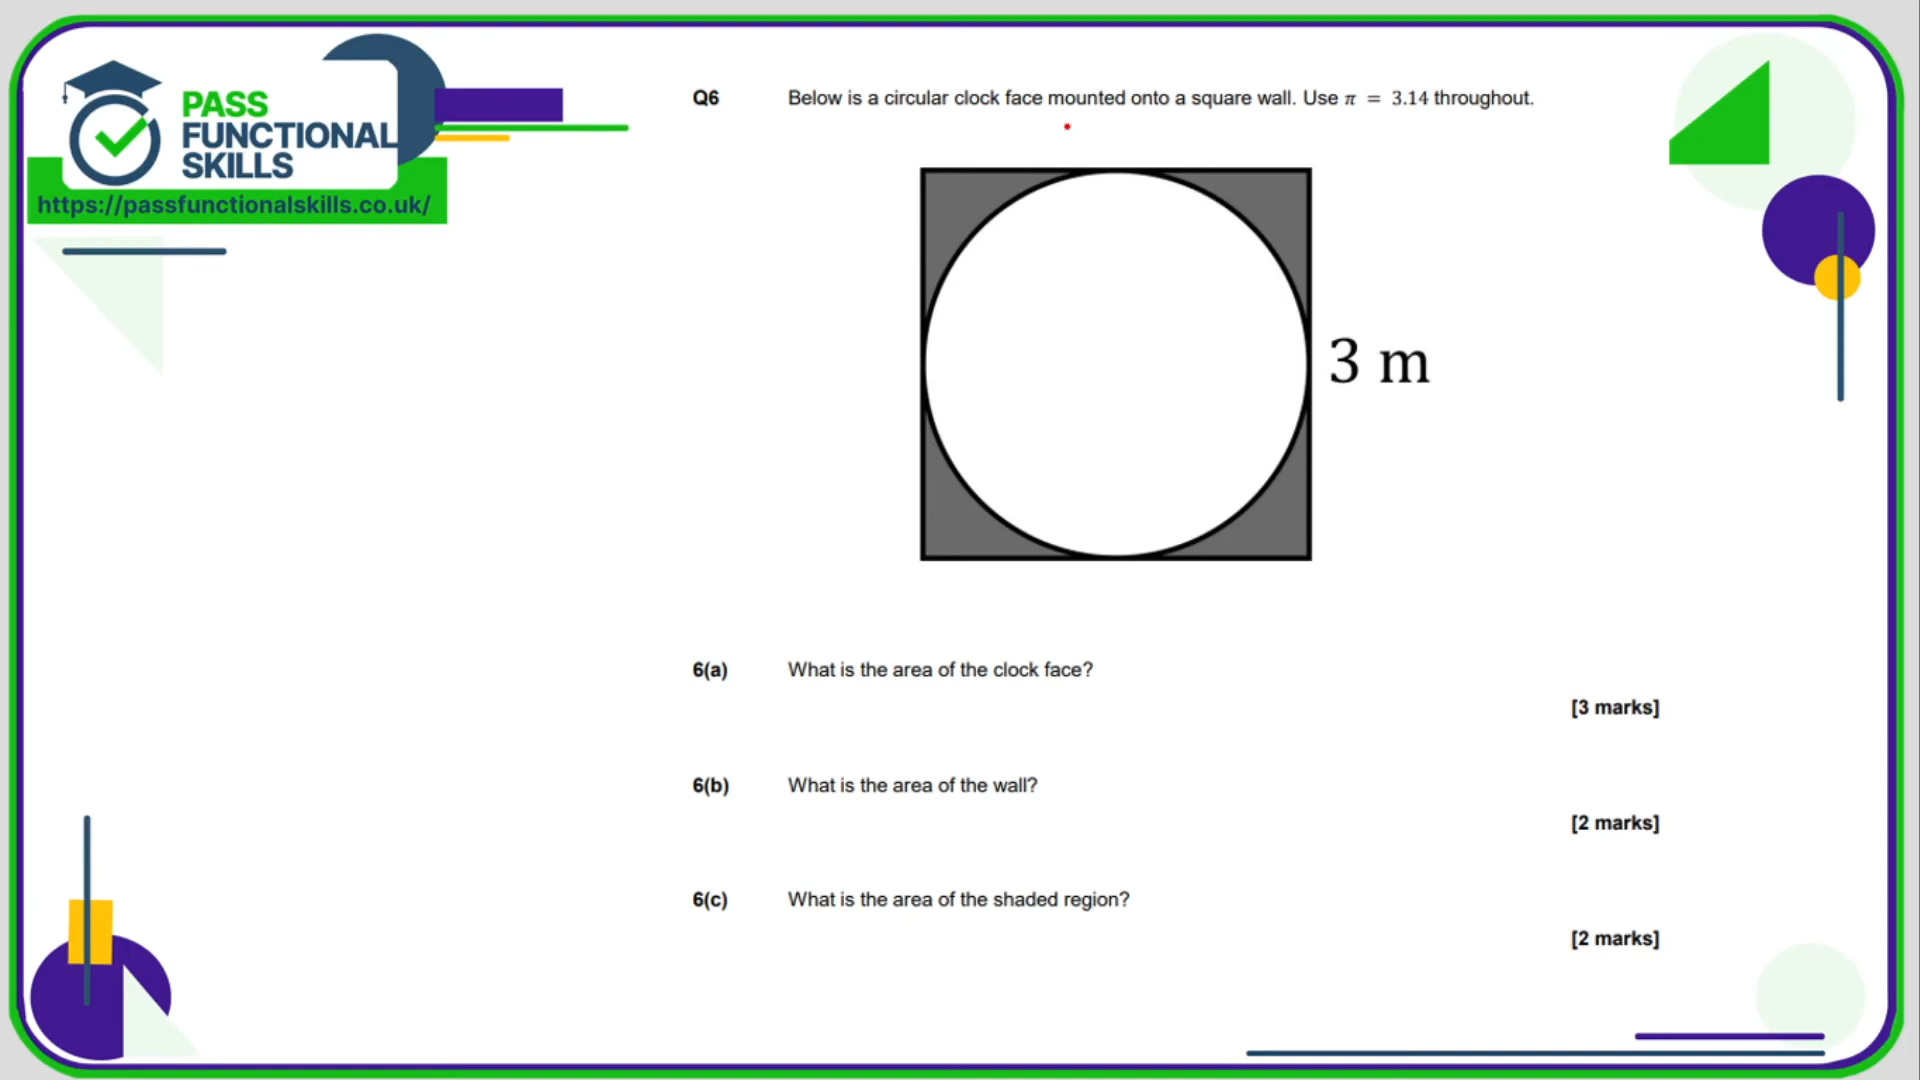 PASS
FUNCTIONAL
SKILLS
https://passfunctionalskills.co.uk/
Q6 Below is a circular clock face mounted onto a square wall. Use π = 3.14 throughout.
3 m
6(a) What is the area of the clock face?
[3 marks]
6(b) What is the area of the wall?
[2 marks]
6(c) What is the area of the shaded region?
[2 marks]